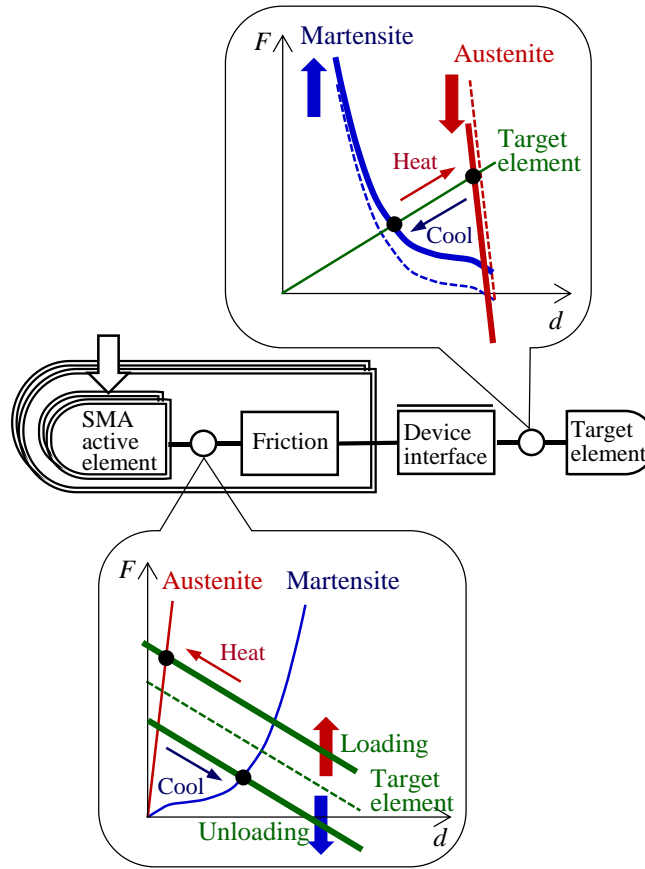 F
Martensite
Austenite
Target
element
Heat
Cool
d
SMA
active
element
Friction
Device
interface
Target
element
F
Austenite
Martensite
Heat
Loading
Cool
Target
element
Unloading
d